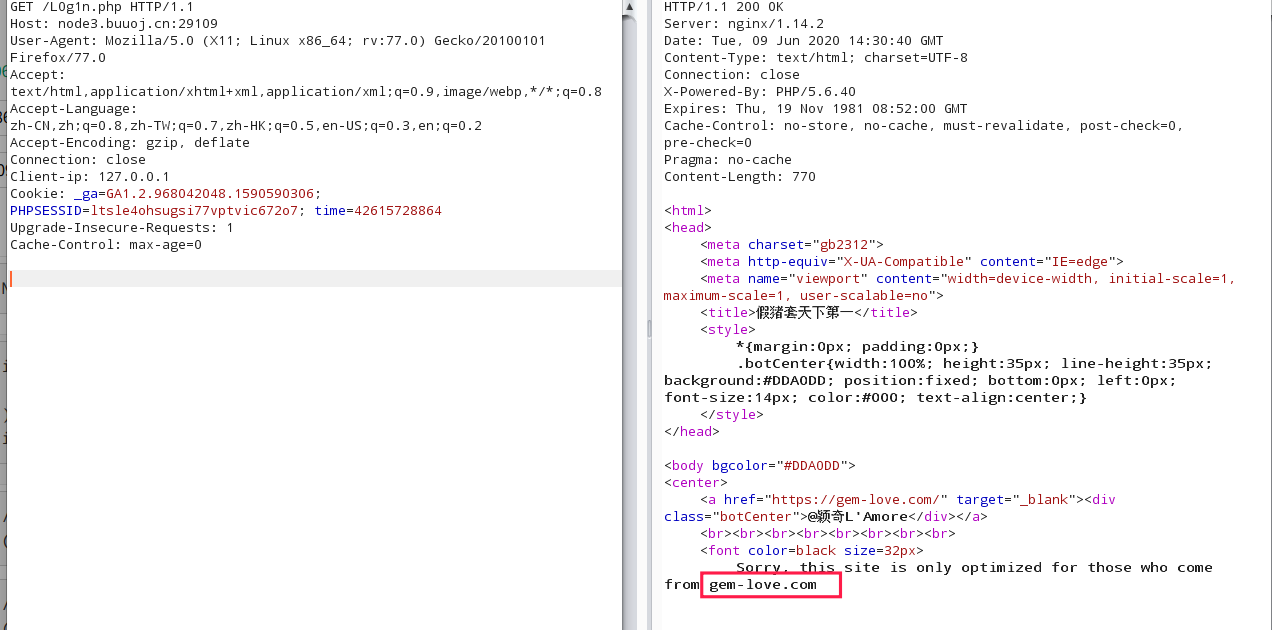 GET /L0g1n.php HTTP/1.1
Host: node3.buuoj.cn:29109
User-Agent: Mozilla/5.0 (X11; Linux x86_64; rv:77.0) Gecko/20100101
Firefox/77.0
Accept:
text/html,application/xhtml+xml,application/xml;q=0.9,image/webp,*/*;q=0.8
Accept-Language:
zh-CN,zh;q=0.8,zh-TW;q=0.7,zh-HK;q=0.5,en-US;q=0.3,en;q=0.2
Accept-Encoding: gzip, deflate
Connection: close
Client-ip: 127.0.0.1
Cookie: _ga=GA1.2.968042048.1590590306;
PHPSESSID=ltsle4ohsugsi77vptvic672o7; time=42615728864
Upgrade-Insecure-Requests: 1
Cache-Control: max-age=0
HTTP/1.1 200 OK
Server: nginx/1.14.2
Date: Tue, 09 Jun 2020 14:30:40 GMT
Content-Type: text/html; charset=UTF-8
Connection: close
X-Powered-By: PHP/5.6.40
Expires: Thu, 19 Nov 1981 08:52:00 GMT
Cache-Control: no-store, no-cache, must-revalidate, post-check=0,
pre-check=0
Pragma: no-cache
Content-Length: 770
<html>
<head>
<meta charset="gb2312">
<meta http-equiv="X-UA-Compatible" content="IE=edge">
<meta name="viewport" content="width=device-width, initial-scale=1,
maximum-scale=1, user-scalable=no">
<title>假猪套天下第一</title>
<style>
*{margin:0px; padding:0px;}
.botCenter{width:100%; height:35px; line-height:35px;
background:#DDA0DD; position:fixed; bottom:0px; left:0px;
font-size:14px; color:#000; text-align:center;}
</style>
</head>
<body bgcolor="#DDA0DD">
<center>
<a href="https://gem-love.com/" target="_blank"><div
class="botCenter">@颖奇L'Amore</div></a>
<br><br><br><br><br><br><br><br>
<font color=black size=32px>
Sorry, this site is only optimized for those who come
from gem-love.com